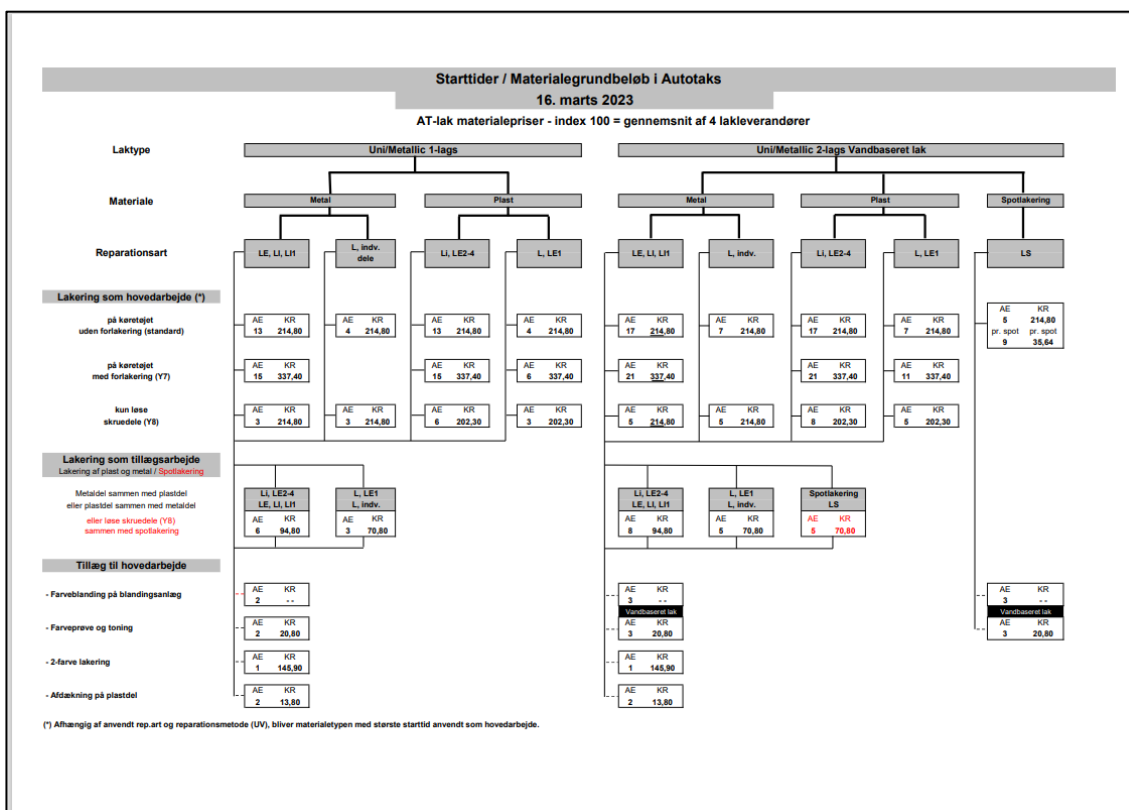 Starttider / Materialegrundbeløb i Autotaks
16. marts 2023
AT-lak materialepriser - index 100 = gennemsnit af 4 lakleverandører
Laktype Uni/Metallic 1-lags Uni/Metallic 2-lags Vandbaseret lak
Materiale Metal Plast Metal Plast Spotlakering
Reparationsart LE, LI, LI1 L, indv. dele Li, LE2-4 L, LE1 LE, LI, LI1 L, indv. Li, LE2-4 L, LE1 LS
Lakering som hovedarbejde (*)
på køretøjet AE KR AE KR AE KR AE KR AE KR AE KR AE KR AE KR AE KR
uden forlakering (standard) 13 214,80 4 214,80 13 214,80 4 214,80 17 214,80 7 214,80 17 214,80 7 214,80 5 214,80
pr. spot pr. spot
9 35,64
på køretøjet AE KR AE KR AE KR AE KR AE KR AE KR
med forlakering (Y7) 15 337,40 15 337,40 6 337,40 21 337,40 21 337,40 11 337,40
kun løse AE KR AE KR AE KR AE KR AE KR AE KR AE KR AE KR
skruedele (Y8) 3 214,80 3 214,80 6 202,30 3 202,30 5 214,80 5 214,80 8 202,30 5 202,30
Lakering som tillægsarbejde
Lakering af plast og metal / Spotlakering
Metaldel sammen med plastdel Li, LE2-4 L, LE1 Li, LE2-4 L, LE1 Spotlakering
eller plastdel sammen med metaldel LE, LI, LI1 L, indv. LE, LI, LI1 L, indv. LS
eller løse skruedele (Y8) AE KR AE KR AE KR AE KR AE KR
sammen med spotlakering 6 94,80 3 70,80 8 94,80 5 70,80 5 70,80
Tillæg til hovedarbejde
- Farveblanding på blandingsanlæg AE KR AE KR AE KR
2 - - 3 - - 3 - -
Vandbaseret lak Vandbaseret lak
- Farveprøve og toning AE KR AE KR AE KR
2 20,80 3 20,80 3 20,80
- 2-farve lakering AE KR AE KR
1 145,90 1 145,90
- Afdækning på plastdel AE KR AE KR
2 13,80 2 13,80
(*) Afhængig af anvendt rep.art og reparationsmetode (UV), bliver materialetypen med største starttid anvendt som hovedarbejde.